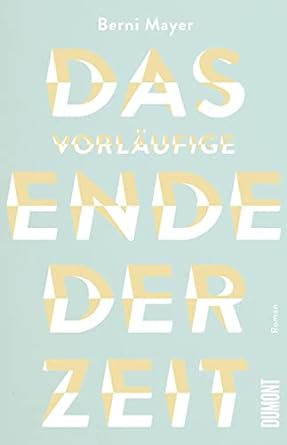 Berni Mayer
DAS
VORLÄUFIGE
ENDE
DER
ZEIT
Roman
DUMONT